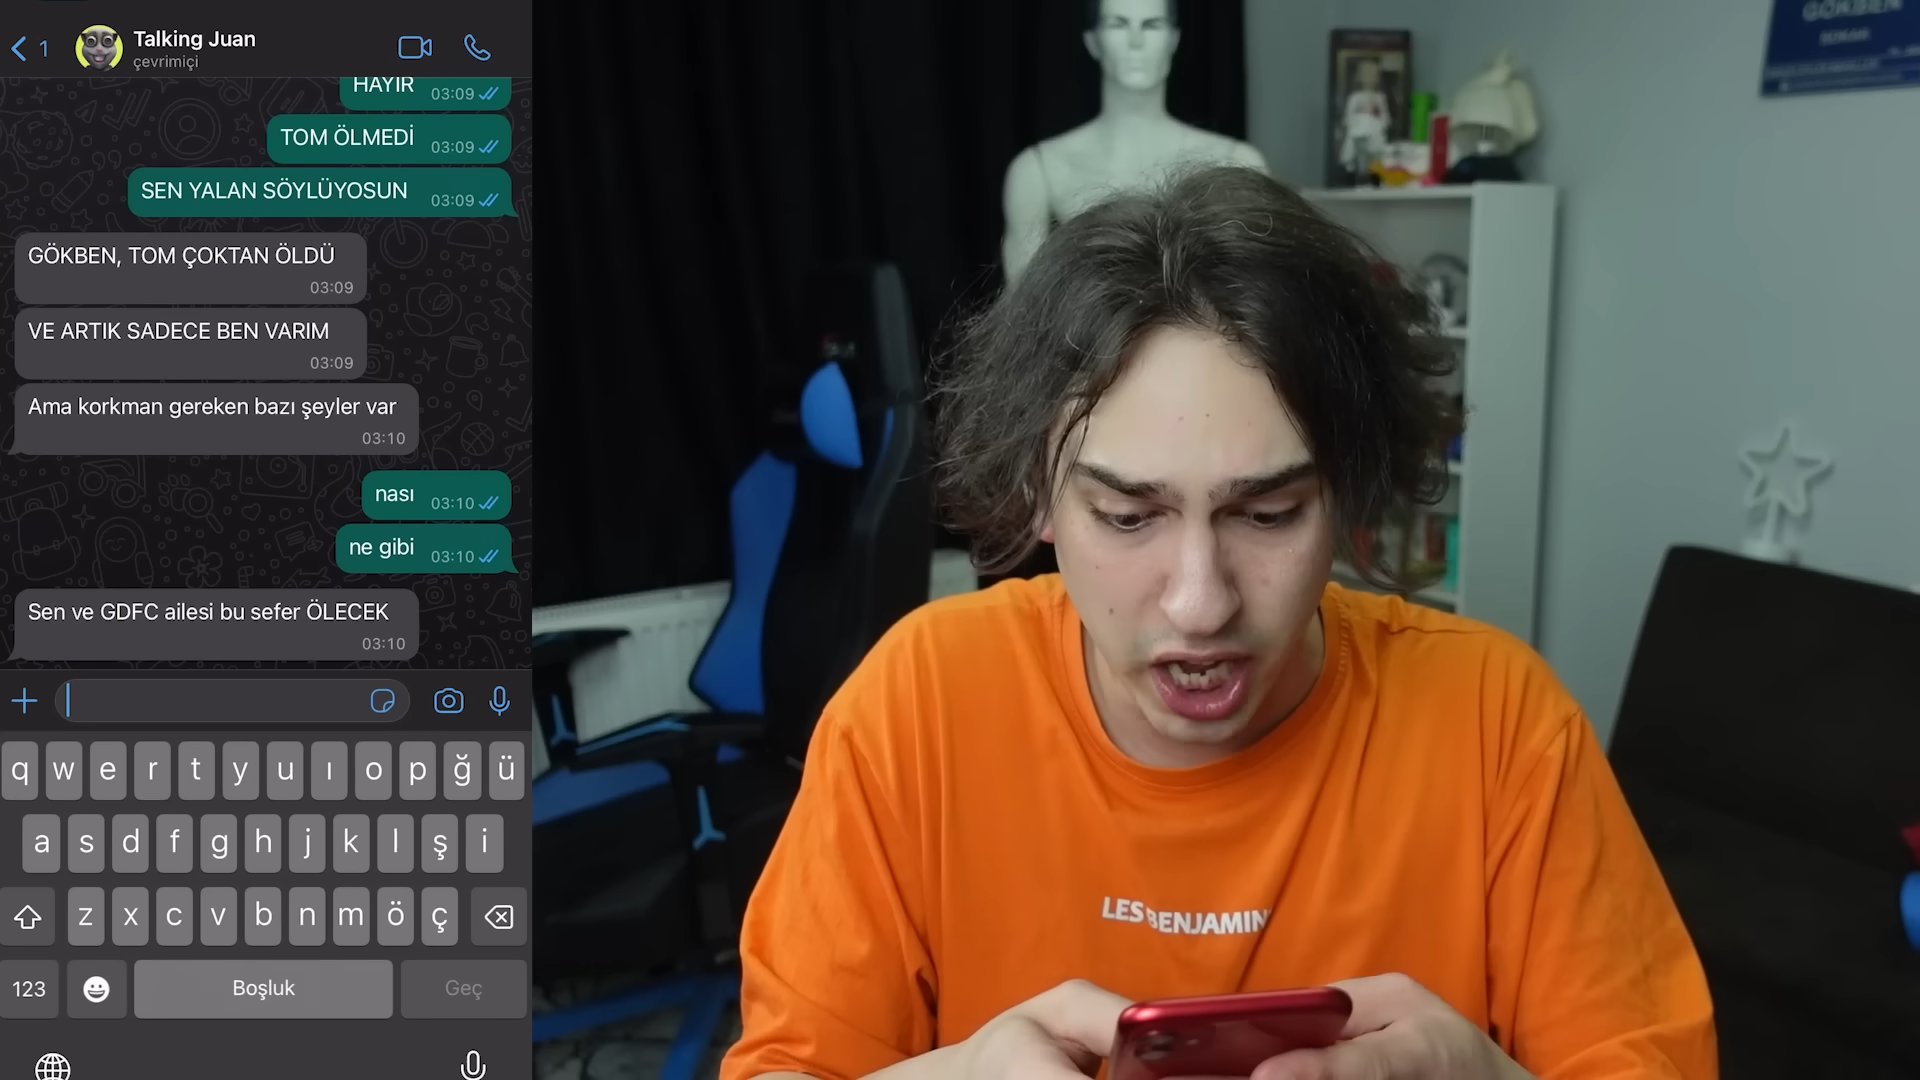 1
Talking Juan
çevrimiçi
HAYIR 03:09
TOM ÖLMEDİ 03:09
SEN YALAN SÖYLÜYOSUN 03:09
GÖKBEN, TOM ÇOKTAN ÖLDÜ
03:09
VE ARTIK SADECE BEN VARIM
03:09
Ama korkman gereken bazı şeyler var
03:10
nası 03:10
ne gibi 03:10
Sen ve GDFC ailesi bu sefer ÖLECEK
03:10
q w e r t y u ı o p ğ ü
a s d f g h j k l ş i
z x c v b n m ö ç
123 Boşluk Geç
GÖKBEN
LES BENJAMIN